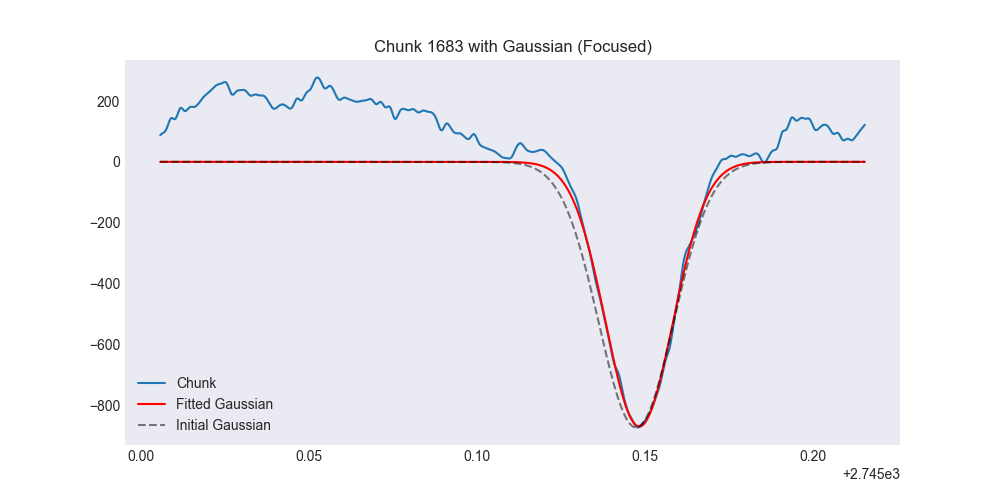 Chunk 1683 with Gaussian (Focused)
200
0
−200
−400
−600
−800
Chunk
Fitted Gaussian
Initial Gaussian
0.00 0.05 0.10 0.15 0.20
+2.745e3